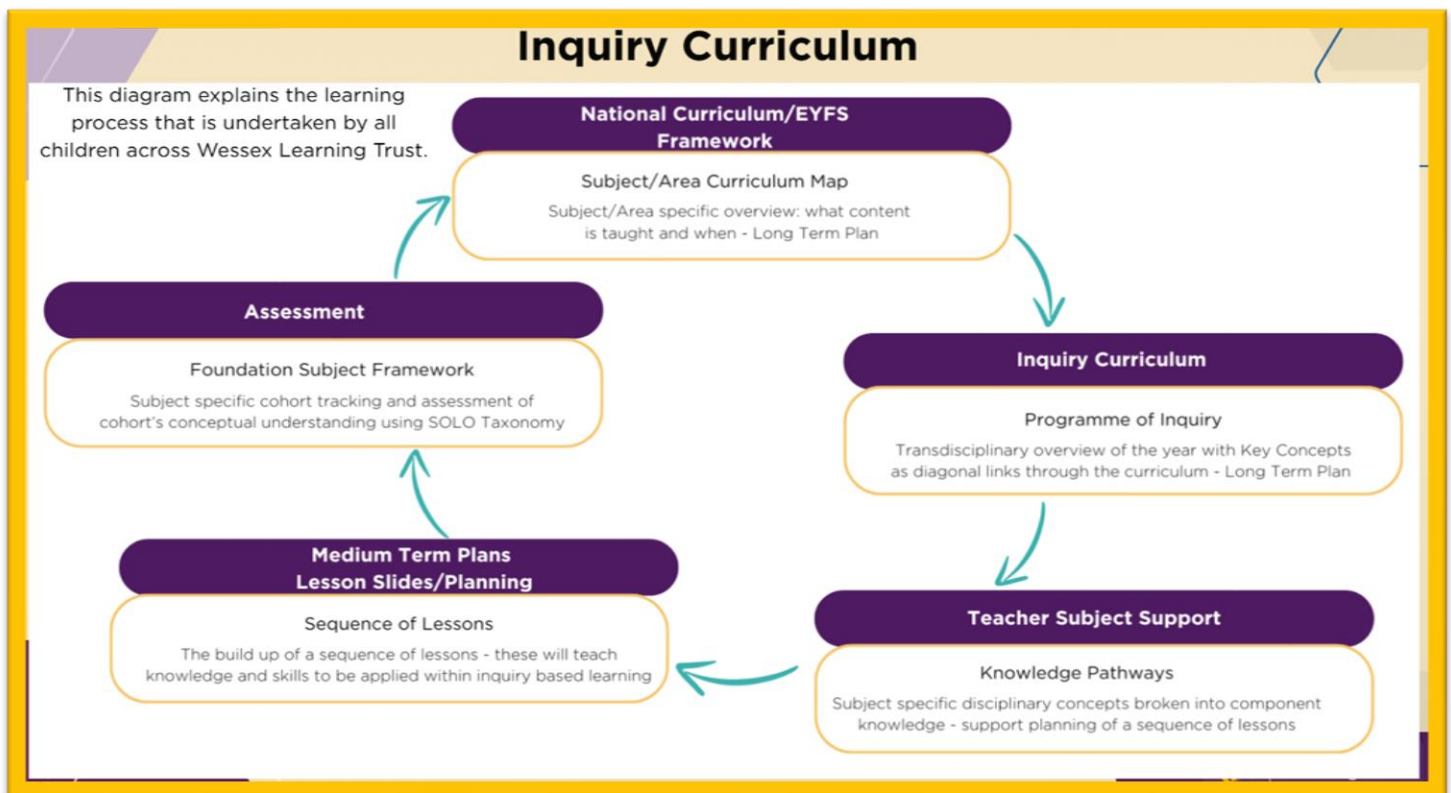 Inquiry Curriculum
This diagram explains the learning
process that is undertaken by all
children across Wessex Learning Trust.
National Curriculum/EYFS
Framework
Subject/Area Curriculum Map
Subject/Area specific overview: what content
is taught and when - Long Term Plan
Inquiry Curriculum
Programme of Inquiry
Transdisciplinary overview of the year with Key Concepts
as diagonal links through the curriculum - Long Term Plan
Teacher Subject Support
Knowledge Pathways
Subject specific disciplinary concepts broken into component
knowledge - support planning of a sequence of lessons
Medium Term Plans
Lesson Slides/Planning
Sequence of Lessons
The build up of a sequence of lessons - these will teach
knowledge and skills to be applied within inquiry based learning
Assessment
Foundation Subject Framework
Subject specific cohort tracking and assessment of
cohort's conceptual understanding using SOLO Taxonomy